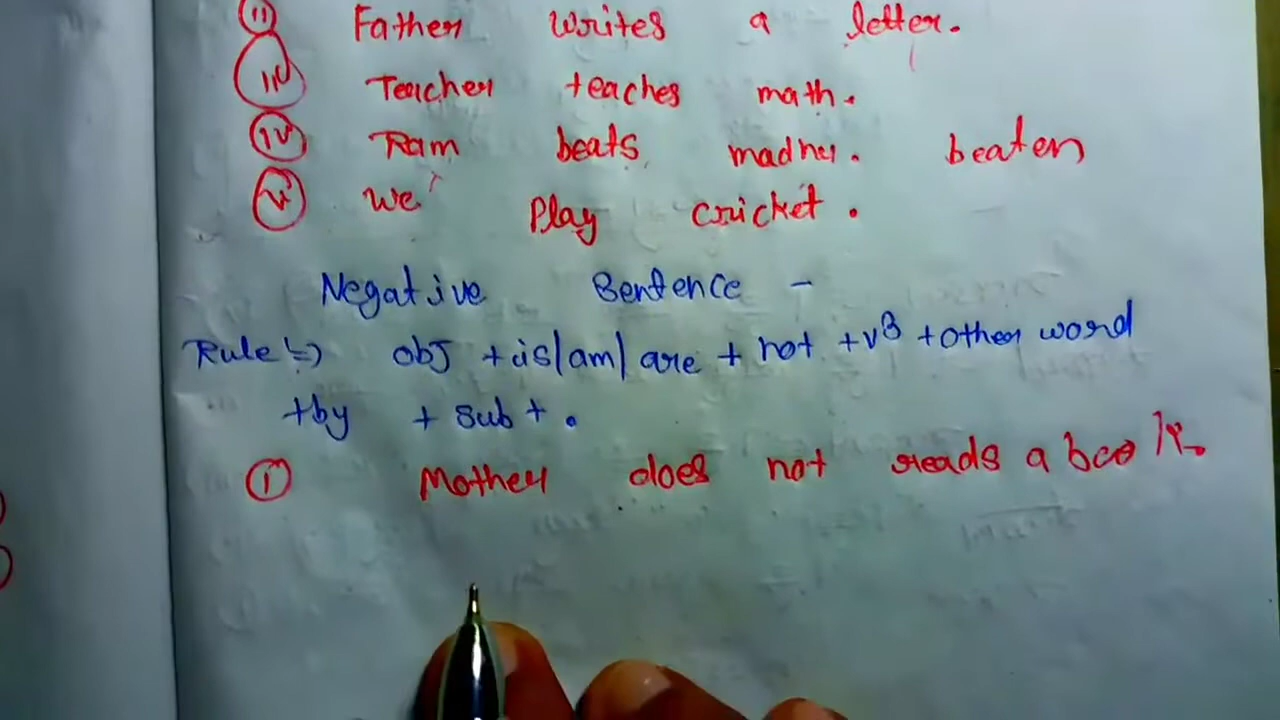 (ii) Father writes a letter.
(iii) Teacher teaches math.
(iv) Ram beats beaten
(v) We Play cricket.
Negative Sentence -
Rule :=> obj + is/am/are + not + v3 + other word
+by + sub + .
(1) Mother does not reads a book.